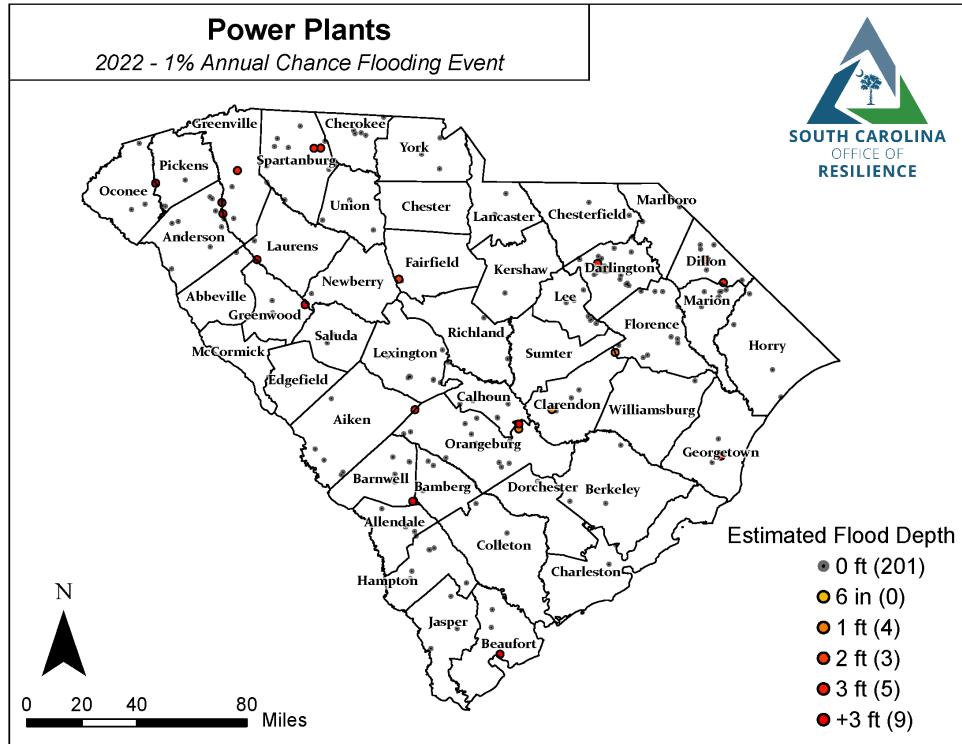 Power Plants
2022 - 1% Annual Chance Flooding Event
SOUTH CAROLINA
OFFICE OF
RESILIENCE
Greenville
Cherokee
Pickens
Spartanburg
York
Oconee
Union
Chester
Lancaster
Chesterfield
Marlboro
Anderson
Laurens
Fairfield
Kershaw
Darlington
Dillon
Newberry
Abbeville
Greenwood
Lee
Marion
Saluda
Richland
Florence
McCormick
Lexington
Sumter
Horry
Edgefield
Calhoun
Clarendon
Williamsburg
Aiken
Orangeburg
Georgetown
Barnwell
Bamberg
Dorchester
Berkeley
Allendale
Colleton
Hampton
Charleston
Jasper
Beaufort
Estimated Flood Depth
0 ft (201)
6 in (0)
1 ft (4)
2 ft (3)
3 ft (5)
+3 ft (9)
N
0 20 40 80 Miles